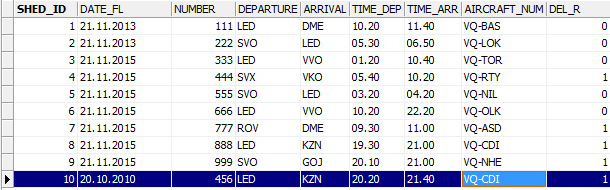 SHED_ID DATE_FL NUMBER DEPARTURE ARRIVAL TIME_DEP TIME_ARR AIRCRAFT_NUM DEL_R
1 21.11.2013 111 LED DME 10.20 11.40 VQ-BAS 0
2 21.11.2013 222 SVO LED 05.30 06.50 VQ-LOK 0
3 21.11.2015 333 LED VVO 01.20 10.40 VQ-TOR 0
4 21.11.2015 444 SVX VKO 05.40 10.20 VQ-RTY 1
5 21.11.2015 555 SVO LED 03.20 04.20 VQ-NIL 0
6 21.11.2015 666 LED VVO 10.20 22.20 VQ-OLK 0
7 21.11.2015 777 ROV DME 09.30 11.00 VQ-ASD 1
8 21.11.2015 888 LED KZN 19.30 21.00 VQ-CDI 1
9 21.11.2015 999 SVO GOJ 20.10 21.00 VQ-NHE 1
10 20.10.2010 456 LED KZN 20.20 21.40 VQ-CDI 1